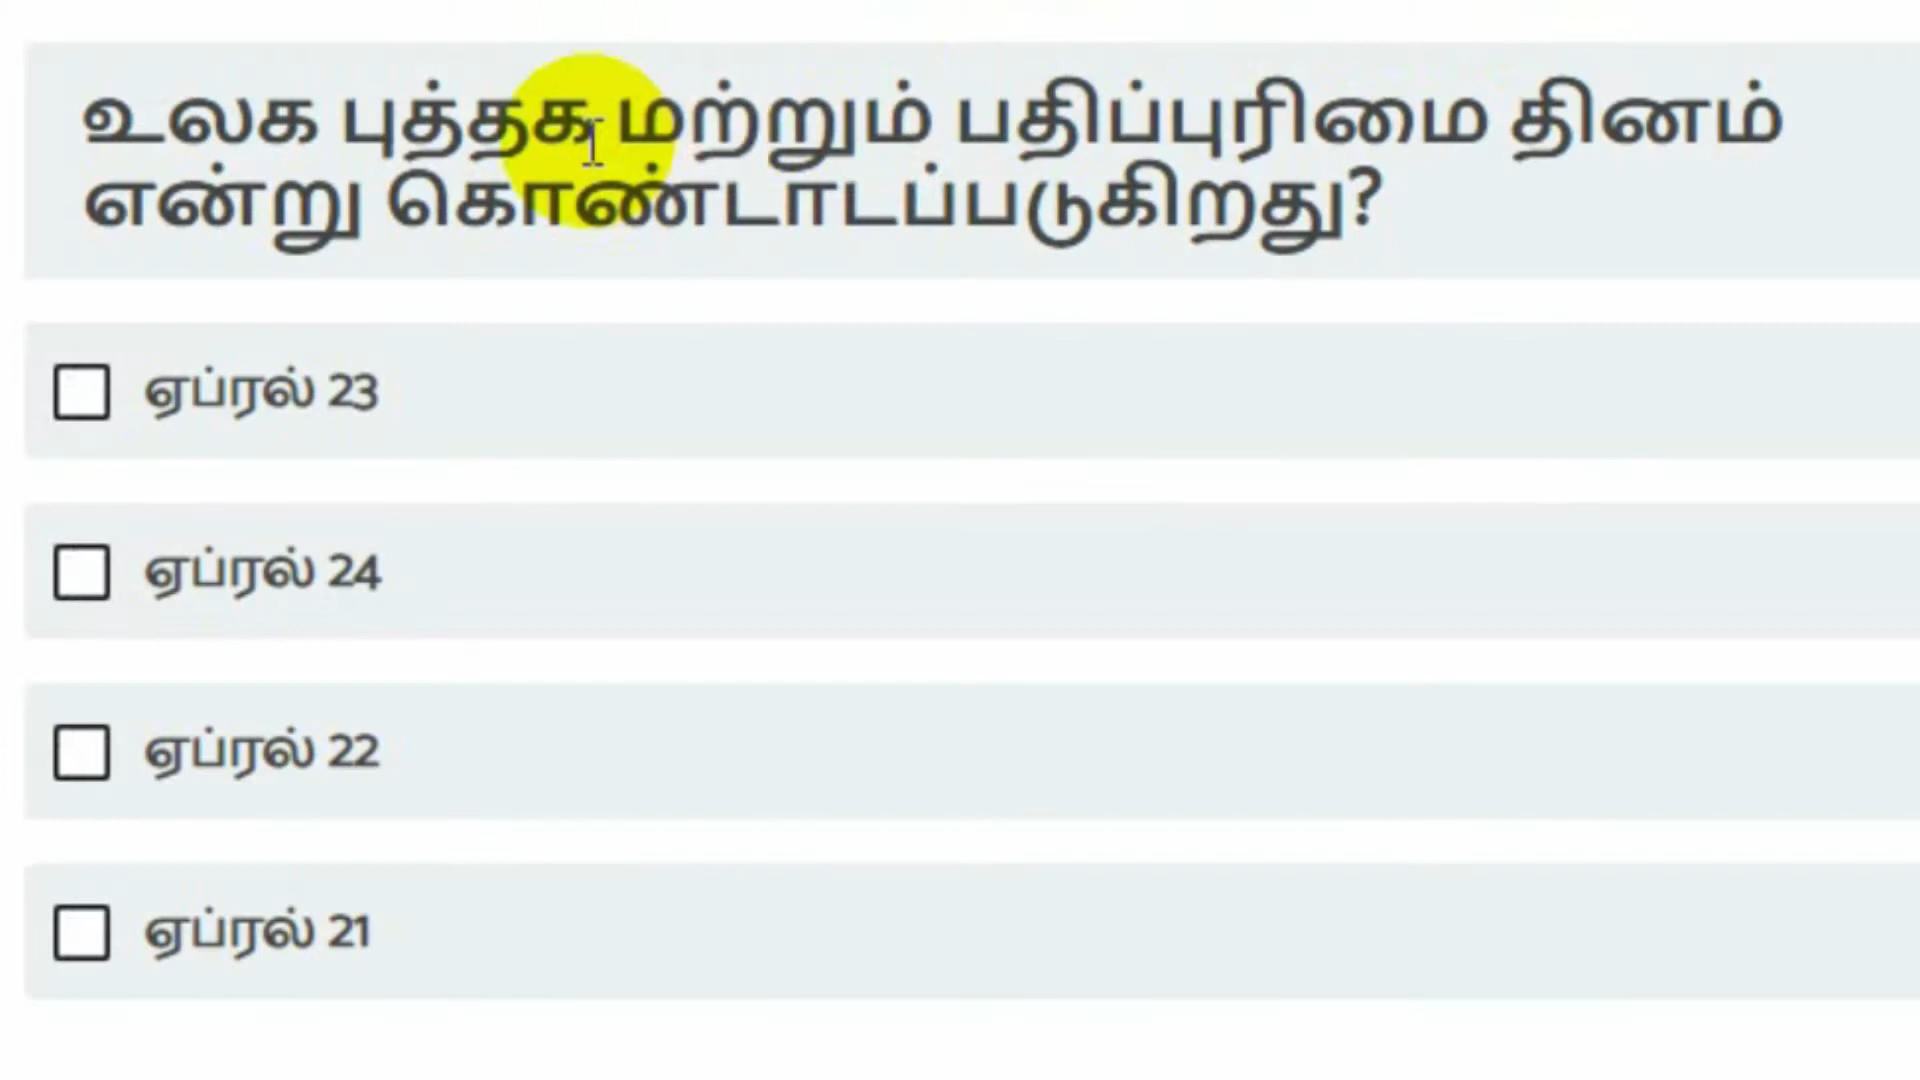 உலக புத்தக மற்றும் பதிப்புரிமை தினம்
என்று கொண்டாடப்படுகிறது?
ஏப்ரல் 23
ஏப்ரல் 24
ஏப்ரல் 22
ஏப்ரல் 21